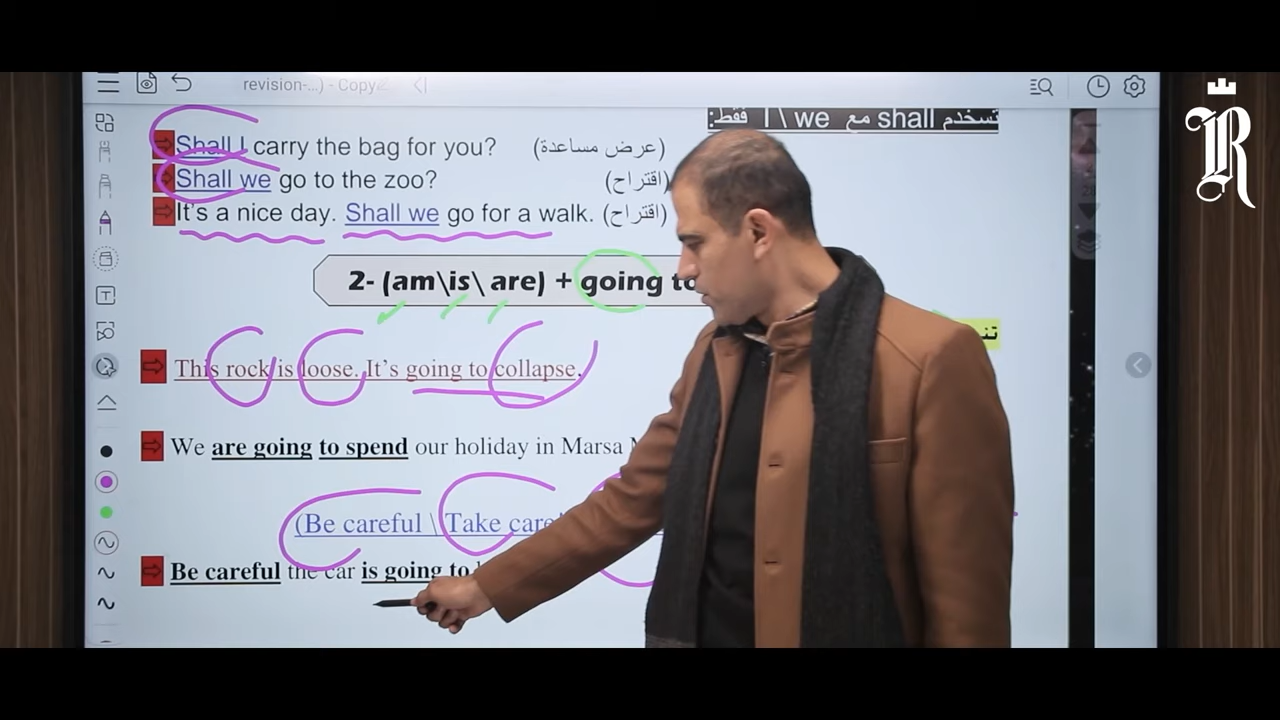 revision-...) - Copy
تستخدم shall مع I \ we فقط:
Shall I carry the bag for you? (عرض مساعدة)
Shall we go to the zoo? (اقتراح)
It's a nice day. Shall we go for a walk. (اقتراح)
2- (am\is\ are) + going to
This rock is loose. It's going to collapse.
We are going to spend our holiday in Marsa
(Be careful \ Take care
Be careful the car is going to
R